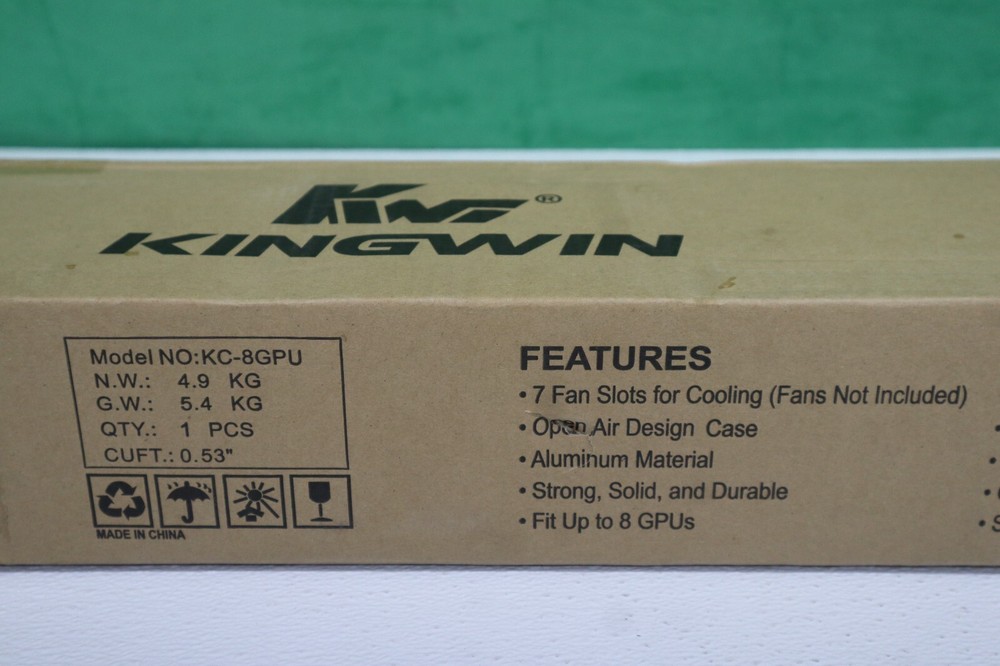 KW ®
KINGWIN
Model NO:KC-8GPU
N.W.: 4.9 KG
G.W.: 5.4 KG
QTY.: 1 PCS
CUFT.: 0.53"
MADE IN CHINA
FEATURES
• 7 Fan Slots for Cooling (Fans Not Included)
• Open Air Design Case
• Aluminum Material
• Strong, Solid, and Durable
• Fit Up to 8 GPUs